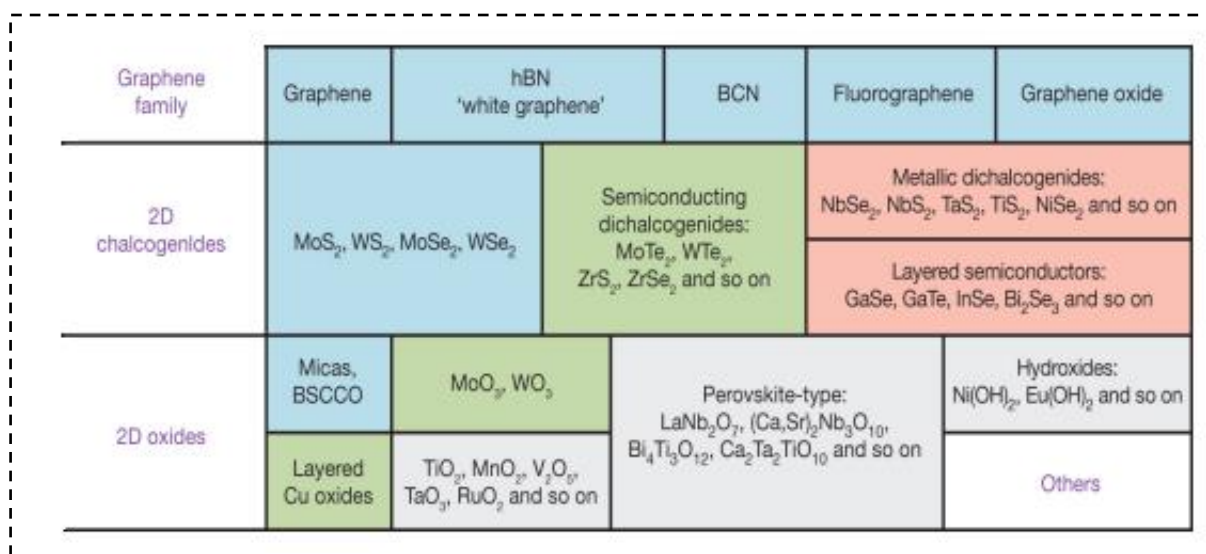 Graphene
family
Graphene
hBN
'white graphene'
BCN
Fluorographene
Graphene oxide
2D
chalcogenides
MoS₂, WS₂, MoSe₂, WSe₂
Semiconducting
dichalcogenides:
MoTe₂, WTe₂,
ZrS₂, ZrSe₂ and so on
Metallic dichalcogenides:
NbSe₂, NbS₂, TaS₂, TiS₂, NiSe₂ and so on
Layered semiconductors:
GaSe, GaTe, InSe, Bi₂Se₃ and so on
2D oxides
Micas,
BSCCO
MoO₃, WO₃
Perovskite-type:
LaNb₂O₇, (Ca,Sr)₂Nb₃O₁₀,
Bi₄Ti₃O₁₂, Ca₂Ta₂TiO₁₀ and so on
Hydroxides:
Ni(OH)₂, Eu(OH)₂ and so on
Layered
Cu oxides
TiO₂, MnO₂, V₂O₅,
TaO₃, RuO₂ and so on
Others